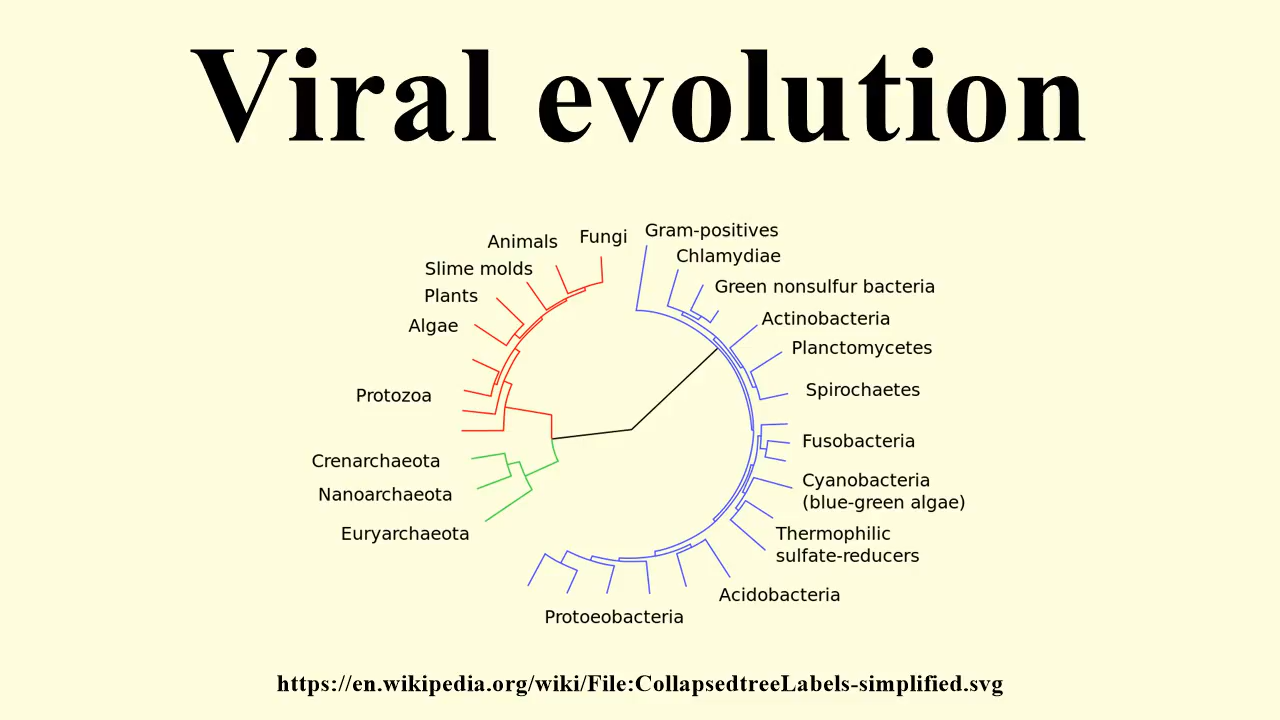 Viral evolution
Fungi
Animals
Slime molds
Plants
Algae
Protozoa
Crenarchaeota
Nanoarchaeota
Euryarchaeota
Gram-positives
Chlamydiae
Green nonsulfur bacteria
Actinobacteria
Planctomycetes
Spirochaetes
Fusobacteria
Cyanobacteria
(blue-green algae)
Thermophilic
sulfate-reducers
Acidobacteria
Protoeobacteria
https://en.wikipedia.org/wiki/File:CollapsedtreeLabels-simplified.svg